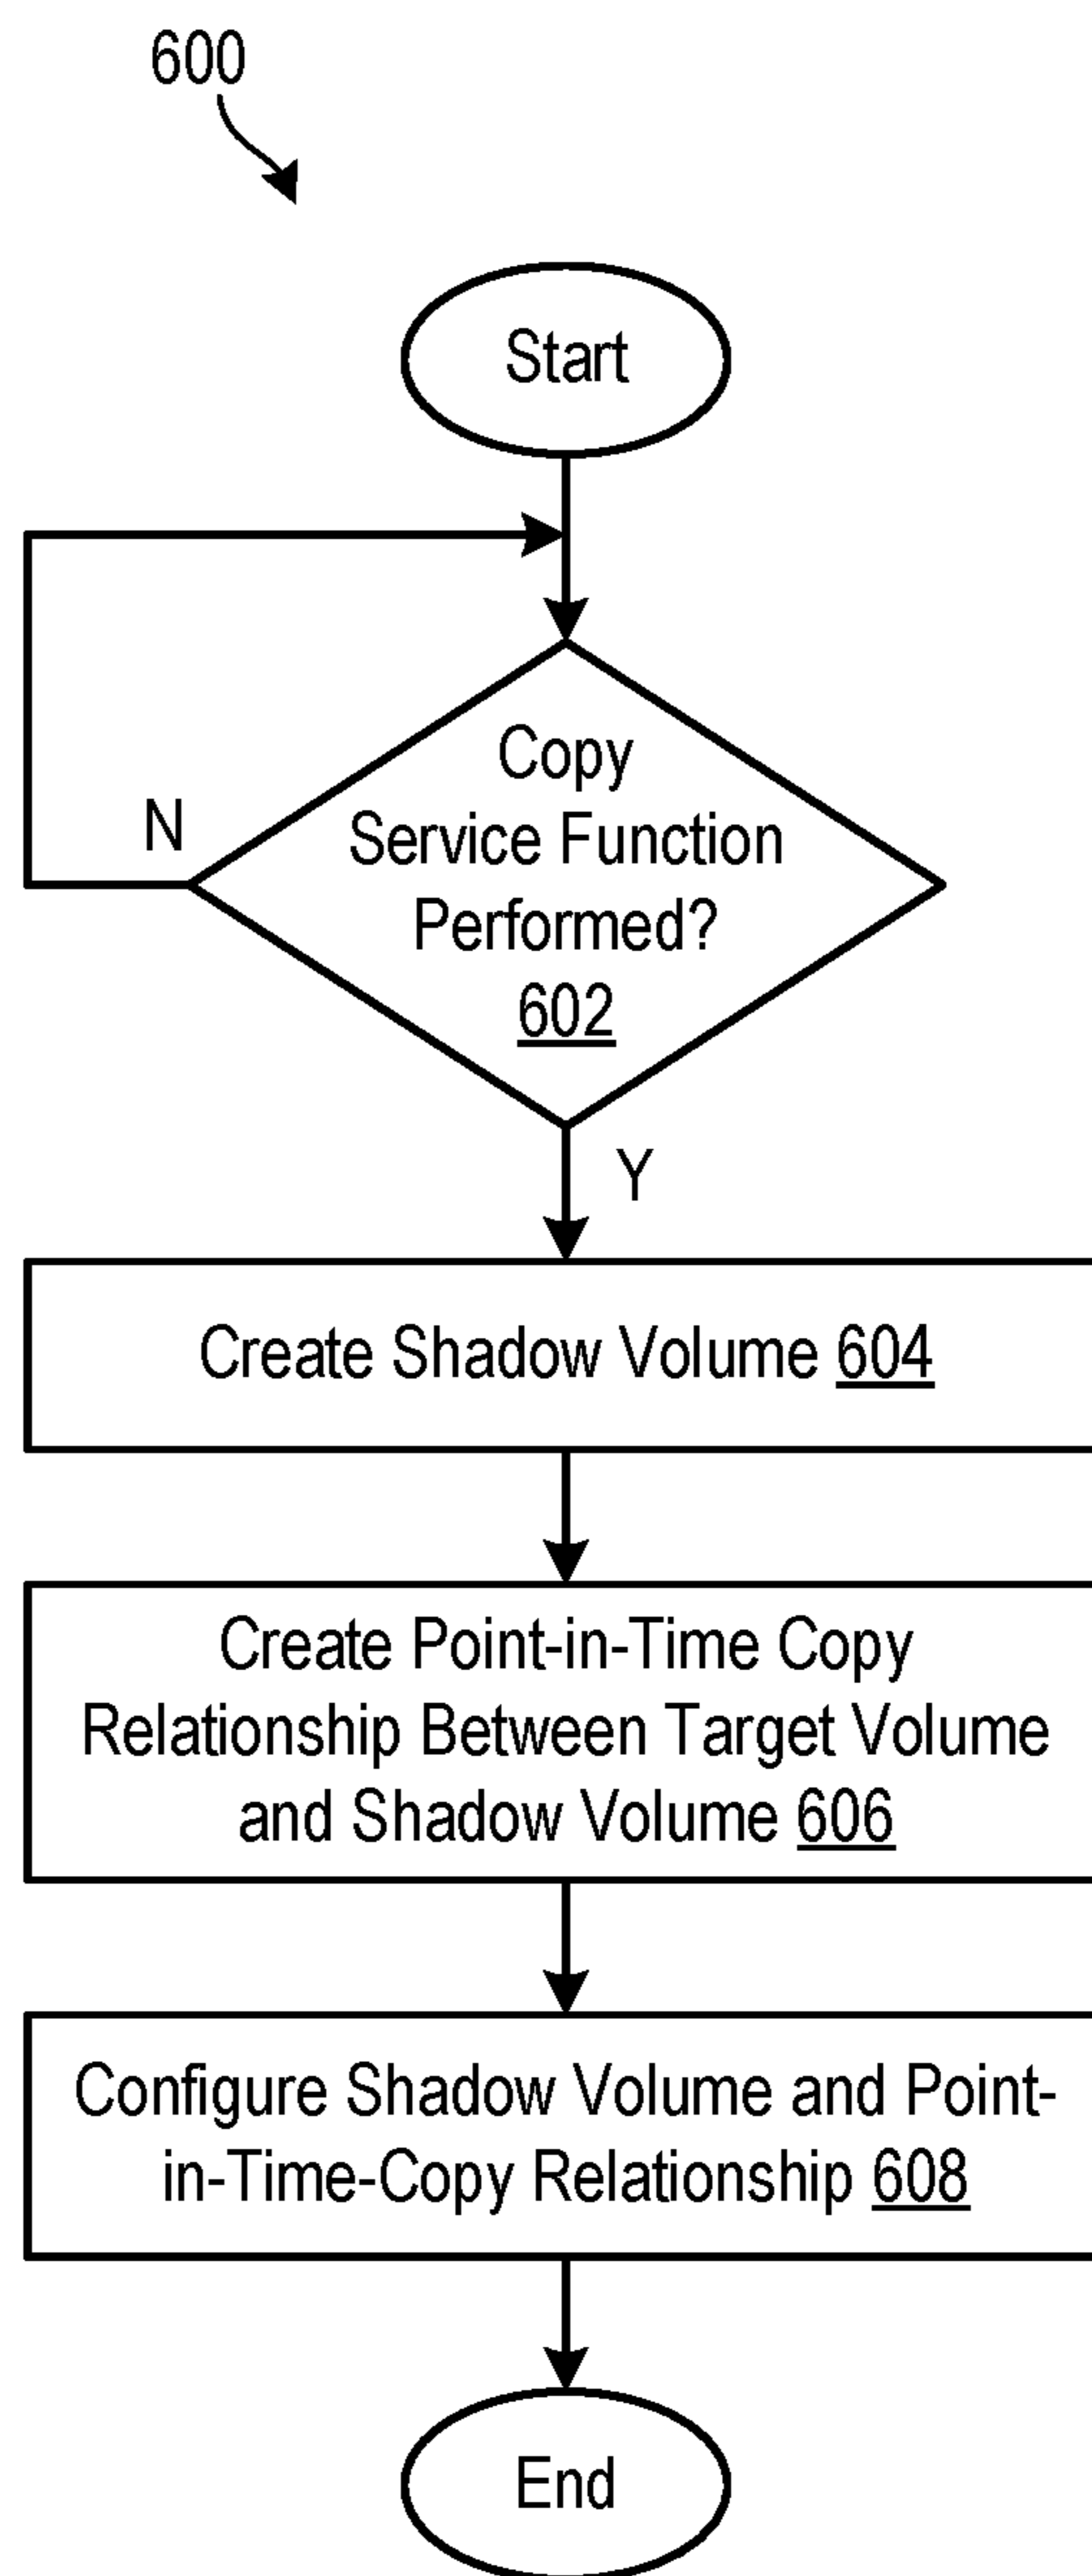 600
Start
Copy
Service Function
Performed?
602
N
Y
Create Shadow Volume 604
Create Point-in-Time Copy
Relationship Between Target Volume
and Shadow Volume 606
Configure Shadow Volume and Point-
in-Time-Copy Relationship 608
End